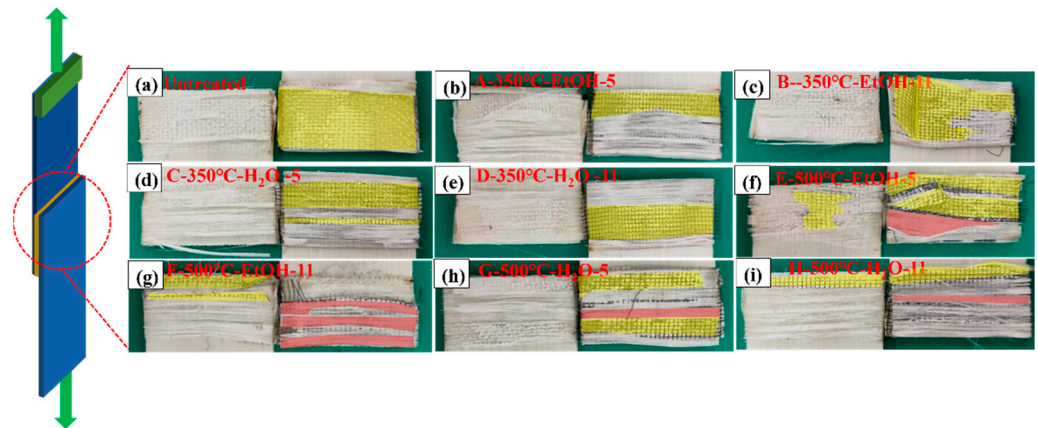 (a) Untreated
(b) A-350°C-EtOH-5
(c) B--350°C-EtOH-11
(d) C-350°C-H₂O-5
(e) D-350°C-H₂O-11
(f) E-500°C-EtOH-5
(g) F-500°C-EtOH-11
(h) G-500°C-H₂O-5
(i) H-500°C-H₂O-11